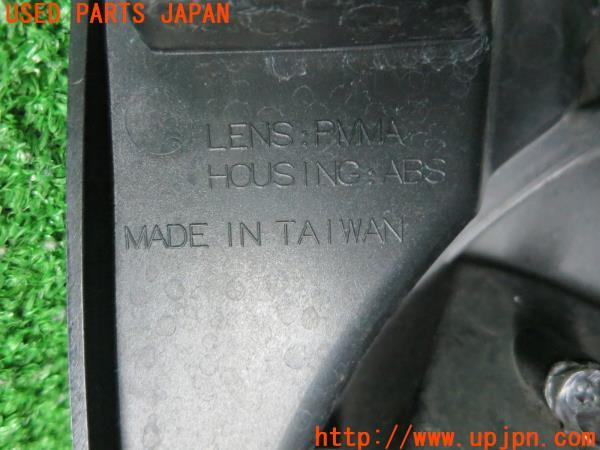 USED PARTS JAPAN
LENS:PMMA
HOUSING:ABS
MADE IN TAIWAN
http://www.upjpn.com